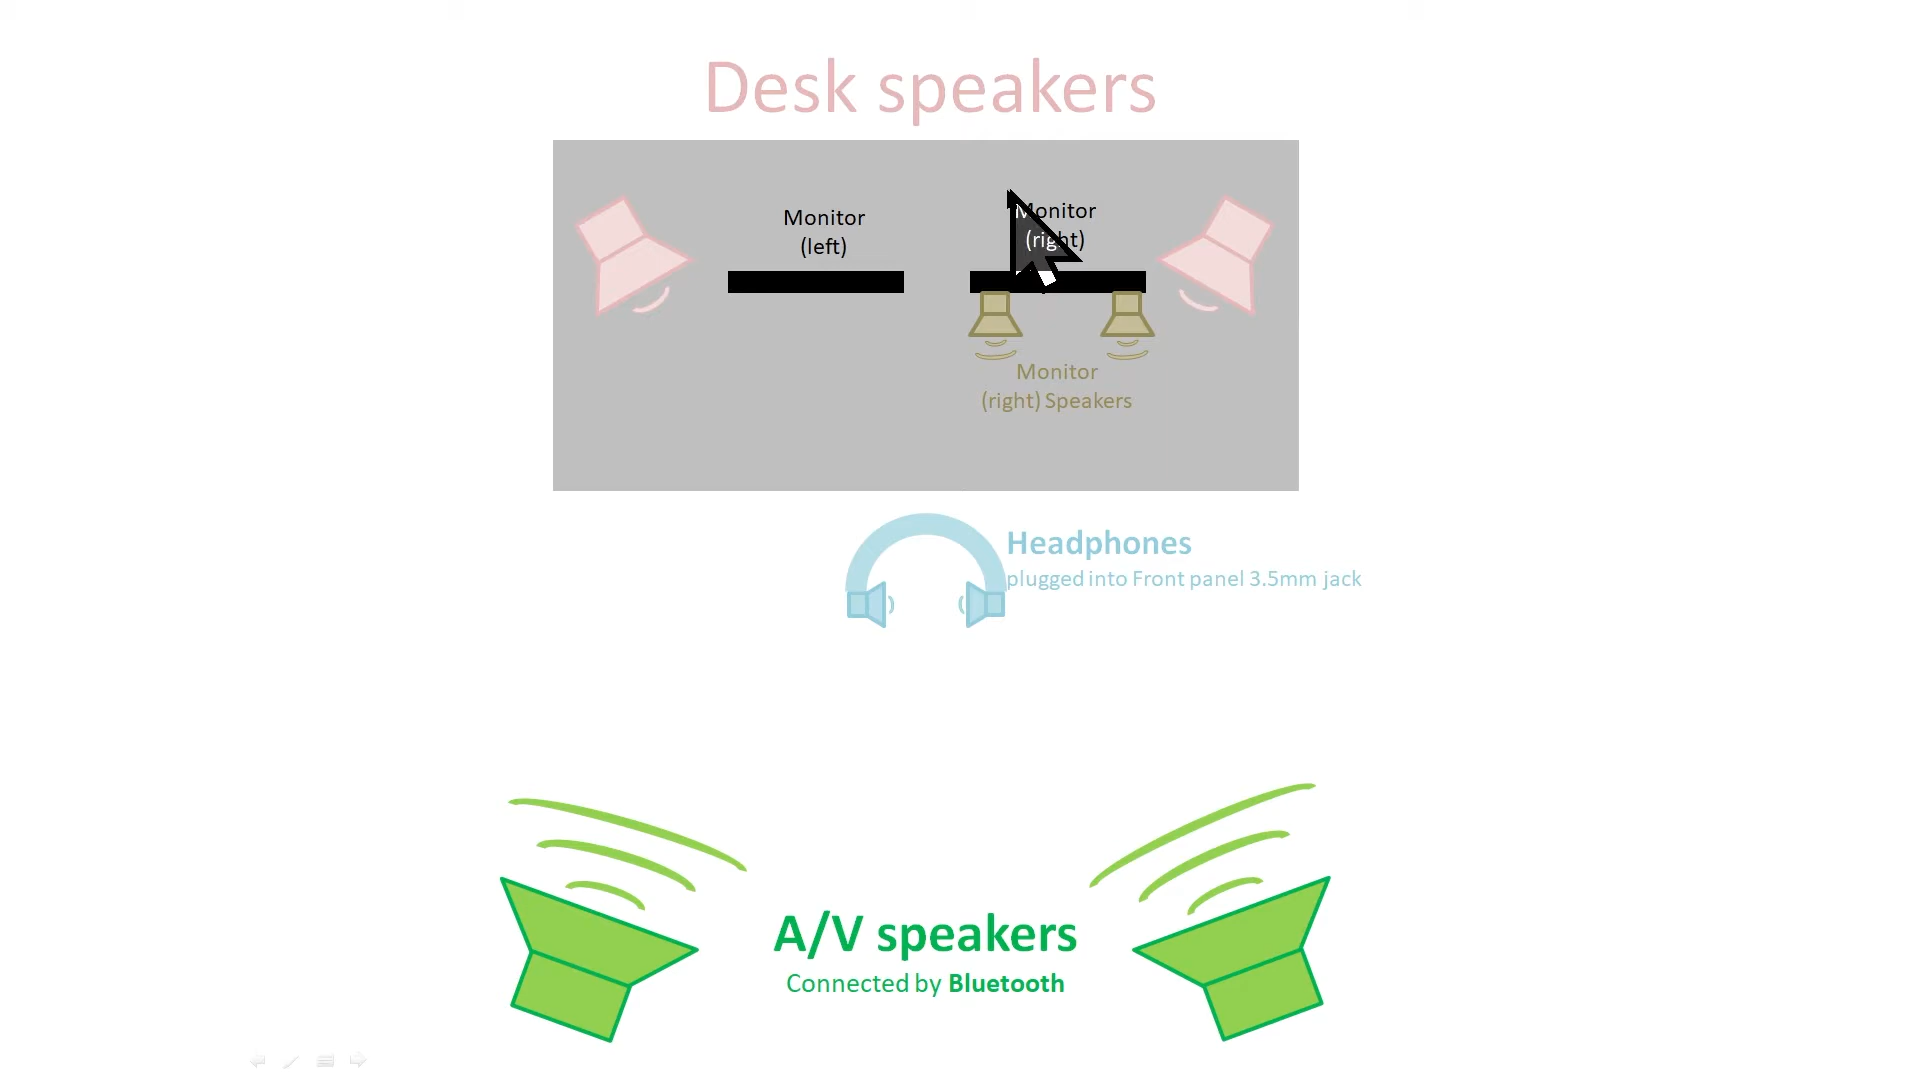 Desk speakers
Monitor
(left)
Monitor
(right)
Monitor
(right) Speakers
Headphones
plugged into Front panel 3.5mm jack
A/V speakers
Connected by Bluetooth